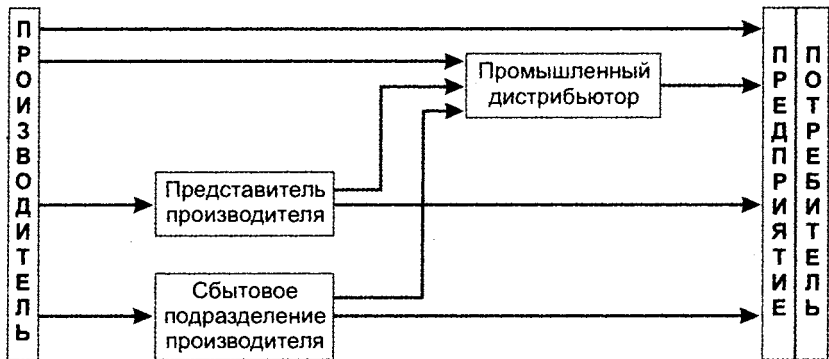 ПРОИЗВОДИТЕЛЬ
Промышленный
дистрибьютор
Представитель
производителя
Сбытовое
подразделение
производителя
ПРЕДПРИЯТИЕ
ПОТРЕБИТЕЛЬ